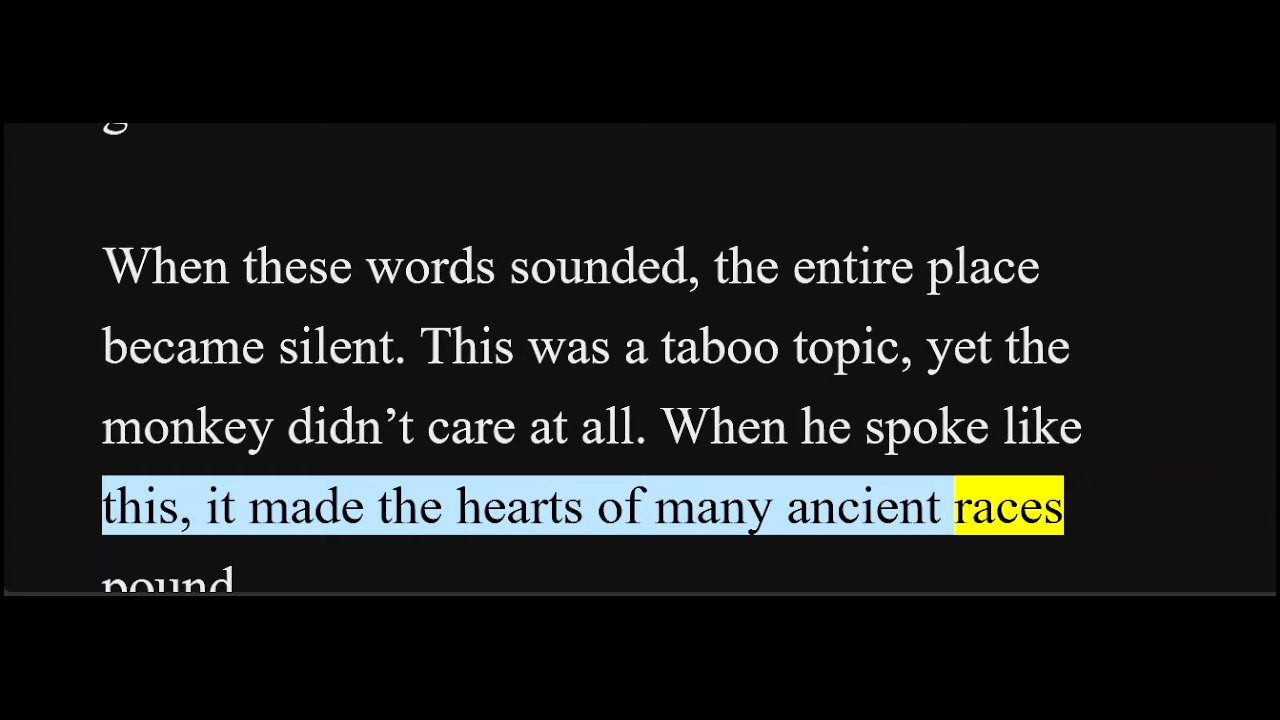 g
When these words sounded, the entire place
became silent. This was a taboo topic, yet the
monkey didn’t care at all. When he spoke like
this, it made the hearts of many ancient races
pound